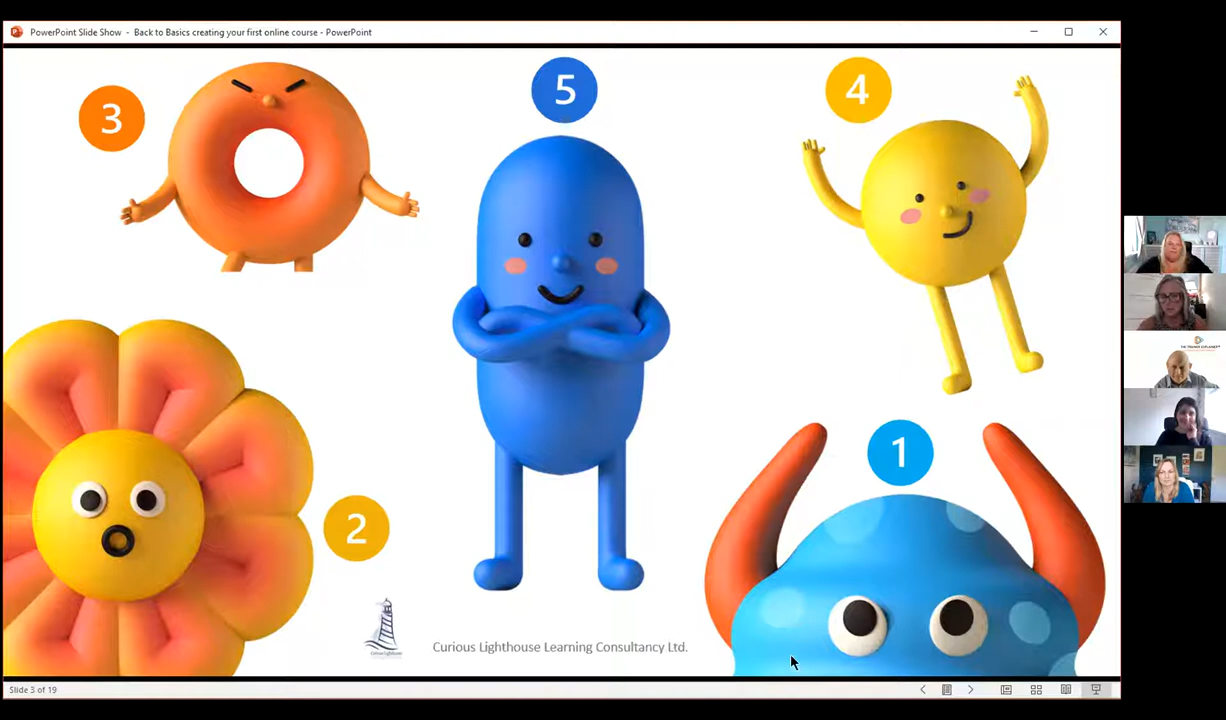 PowerPoint Slide Show - Back to Basics creating your first online course - PowerPoint
3
5
4
1
2
Curious Lighthouse Learning Consultancy Ltd.
Slide 3 of 19